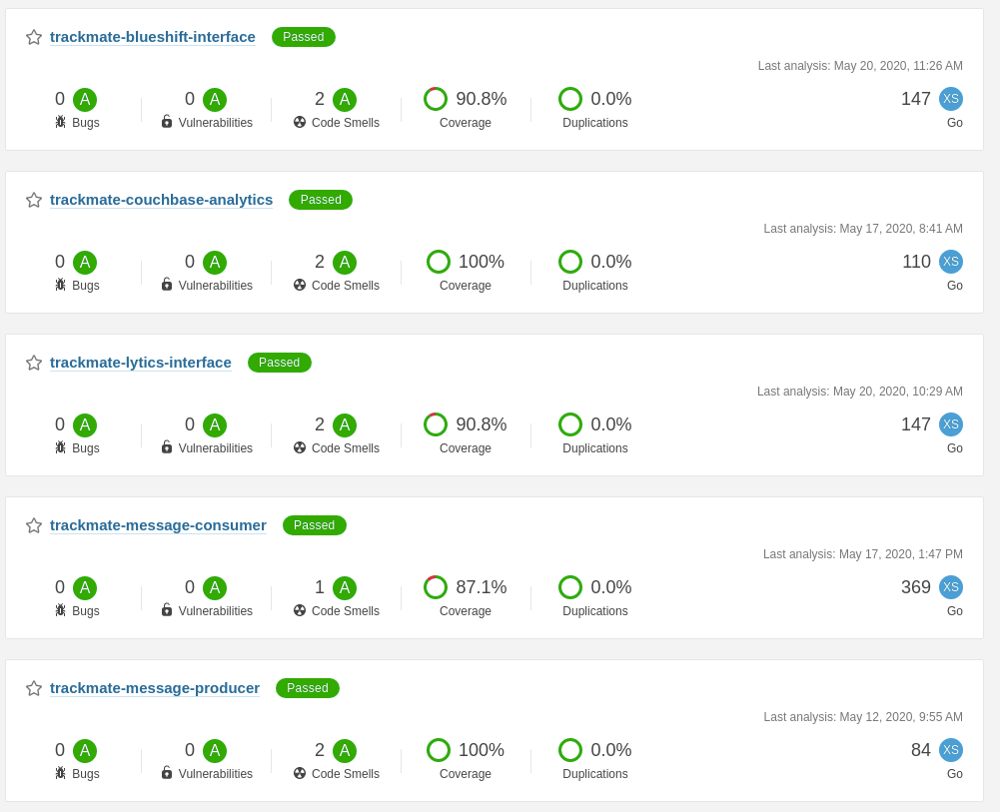 trackmate-blueshift-interface Passed
Last analysis: May 20, 2020, 11:26 AM
0 A 0 A 2 A 90.8% 0.0% 147 XS
Bugs Vulnerabilities Code Smells Coverage Duplications Go
trackmate-couchbase-analytics Passed
Last analysis: May 17, 2020, 8:41 AM
0 A 0 A 2 A 100% 0.0% 110 XS
Bugs Vulnerabilities Code Smells Coverage Duplications Go
trackmate-lytics-interface Passed
Last analysis: May 20, 2020, 10:29 AM
0 A 0 A 2 A 90.8% 0.0% 147 XS
Bugs Vulnerabilities Code Smells Coverage Duplications Go
trackmate-message-consumer Passed
Last analysis: May 17, 2020, 1:47 PM
0 A 0 A 1 A 87.1% 0.0% 369 XS
Bugs Vulnerabilities Code Smells Coverage Duplications Go
trackmate-message-producer Passed
Last analysis: May 12, 2020, 9:55 AM
0 A 0 A 2 A 100% 0.0% 84 XS
Bugs Vulnerabilities Code Smells Coverage Duplications Go